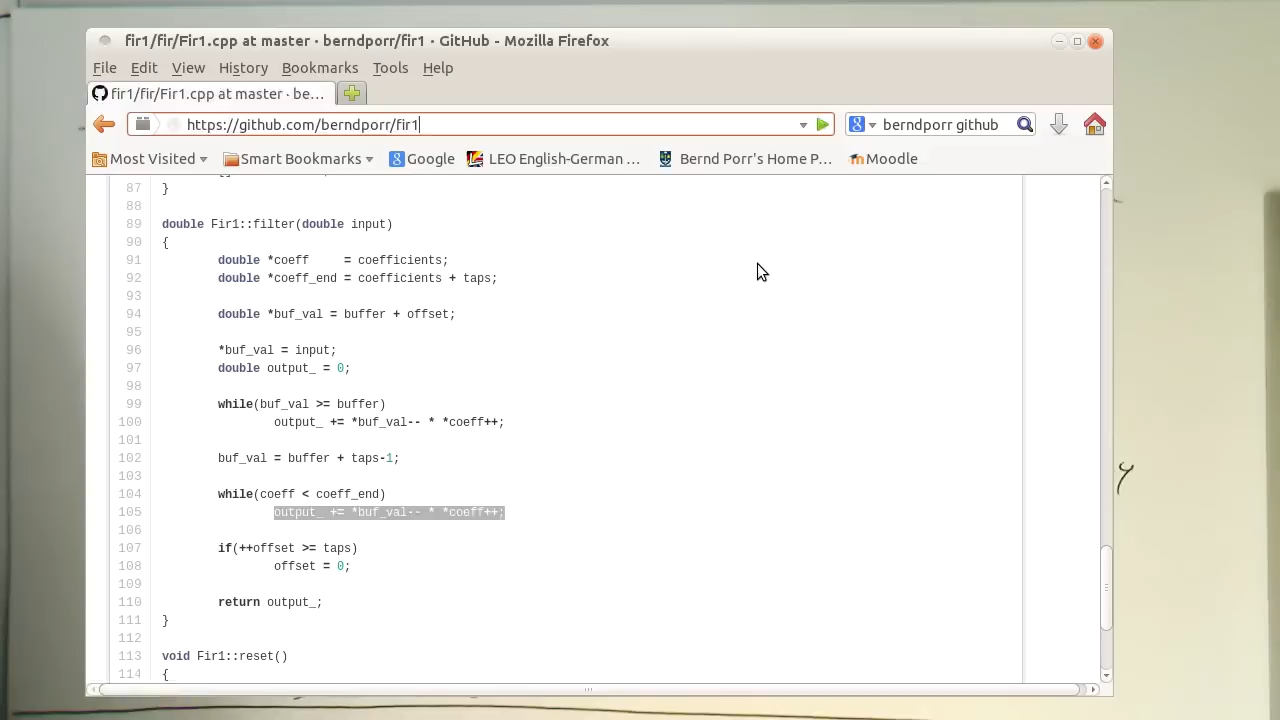 fir1/fir/Fir1.cpp at master · berndporr/fir1 · GitHub - Mozilla Firefox
File Edit View History Bookmarks Tools Help
fir1/fir/Fir1.cpp at master · be...
https://github.com/berndporr/fir1
berndporr github
Most Visited Smart Bookmarks Google LEO English-German ... Bernd Porr's Home P... Moodle
87 }
88
89 double Fir1::filter(double input)
90 {
91 double *coeff = coefficients;
92 double *coeff_end = coefficients + taps;
93
94 double *buf_val = buffer + offset;
95
96 *buf_val = input;
97 double output_ = 0;
98
99 while(buf_val >= buffer)
100 output_ += *buf_val-- * *coeff++;
101
102 buf_val = buffer + taps-1;
103
104 while(coeff < coeff_end)
105 output_ += *buf_val-- * *coeff++;
106
107 if(++offset >= taps)
108 offset = 0;
109
110 return output_;
111 }
112
113 void Fir1::reset()
114 {